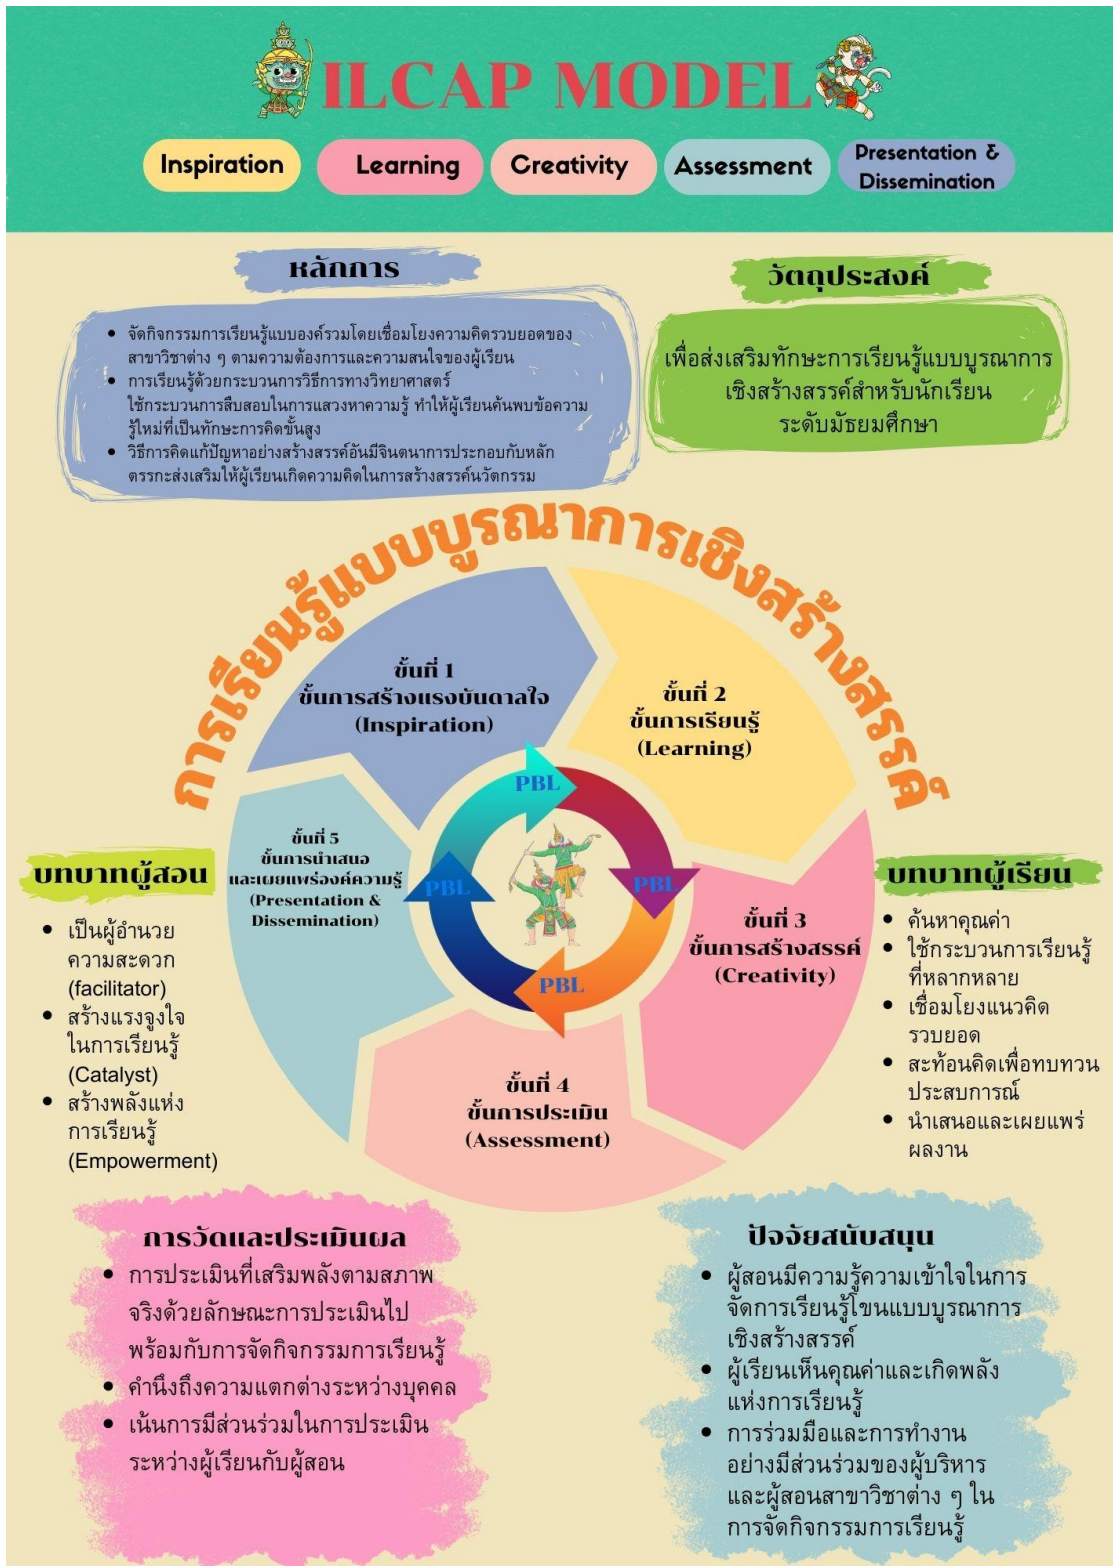 ILCAP MODEL
Inspiration
Learning
Creativity
Assessment
Presentation &
Dissemination
หลักการ
• จัดกิจกรรมการเรียนรู้แบบองค์รวมโดยเชื่อมโยงความคิดรวบยอดของ
สาขาวิชาต่าง ๆ ตามความต้องการและความสนใจของผู้เรียน
• การเรียนรู้ด้วยกระบวนการวิธีการทางวิทยาศาสตร์
ใช้กระบวนการสืบสอบในการแสวงหาความรู้ ทำให้ผู้เรียนค้นพบข้อความ
รู้ใหม่ที่เป็นทักษะการคิดขั้นสูง
• วิธีการคิดแก้ปัญหาอย่างสร้างสรรค์อันมีจินตนาการประกอบกับหลัก
ตรรกะส่งเสริมให้ผู้เรียนเกิดความคิดในการสร้างสรรค์นวัตกรรม
วัตถุประสงค์
เพื่อส่งเสริมทักษะการเรียนรู้แบบบูรณาการ
เชิงสร้างสรรค์สำหรับนักเรียน
ระดับมัธยมศึกษา
การเรียนรู้แบบบูรณาการเชิงสร้างสรรค์
ขั้นที่ 1
ขั้นการสร้างแรงบันดาลใจ
(Inspiration)
ขั้นที่ 2
ขั้นการเรียนรู้
(Learning)
ขั้นที่ 3
ขั้นการสร้างสรรค์
(Creativity)
ขั้นที่ 4
ขั้นการประเมิน
(Assessment)
ขั้นที่ 5
ขั้นการนำเสนอ
และเผยแพร่องค์ความรู้
(Presentation &
Dissemination)
PBL
PBL
PBL
PBL
บทบาทผู้สอน
• เป็นผู้อำนวย
ความสะดวก
(facilitator)
• สร้างแรงจูงใจ
ในการเรียนรู้
(Catalyst)
• สร้างพลังแห่ง
การเรียนรู้
(Empowerment)
บทบาทผู้เรียน
• ค้นหาคุณค่า
• ใช้กระบวนการเรียนรู้
ที่หลากหลาย
• เชื่อมโยงแนวคิด
รวบยอด
• สะท้อนคิดเพื่อทบทวน
ประสบการณ์
• นำเสนอและเผยแพร่
ผลงาน
การวัดและประเมินผล
• การประเมินที่เสริมพลังตามสภาพ
จริงด้วยลักษณะการประเมินไป
พร้อมกับการจัดกิจกรรมการเรียนรู้
• คำนึงถึงความแตกต่างระหว่างบุคคล
• เน้นการมีส่วนร่วมในการประเมิน
ระหว่างผู้เรียนกับผู้สอน
ปัจจัยสนับสนุน
• ผู้สอนมีความรู้ความเข้าใจในการ
จัดการเรียนรู้โขนแบบบูรณาการ
เชิงสร้างสรรค์
• ผู้เรียนเห็นคุณค่าและเกิดพลัง
แห่งการเรียนรู้
• การร่วมมือและการทำงาน
อย่างมีส่วนร่วมของผู้บริหาร
และผู้สอนสาขาวิชาต่าง ๆ ใน
การจัดกิจกรรมการเรียนรู้